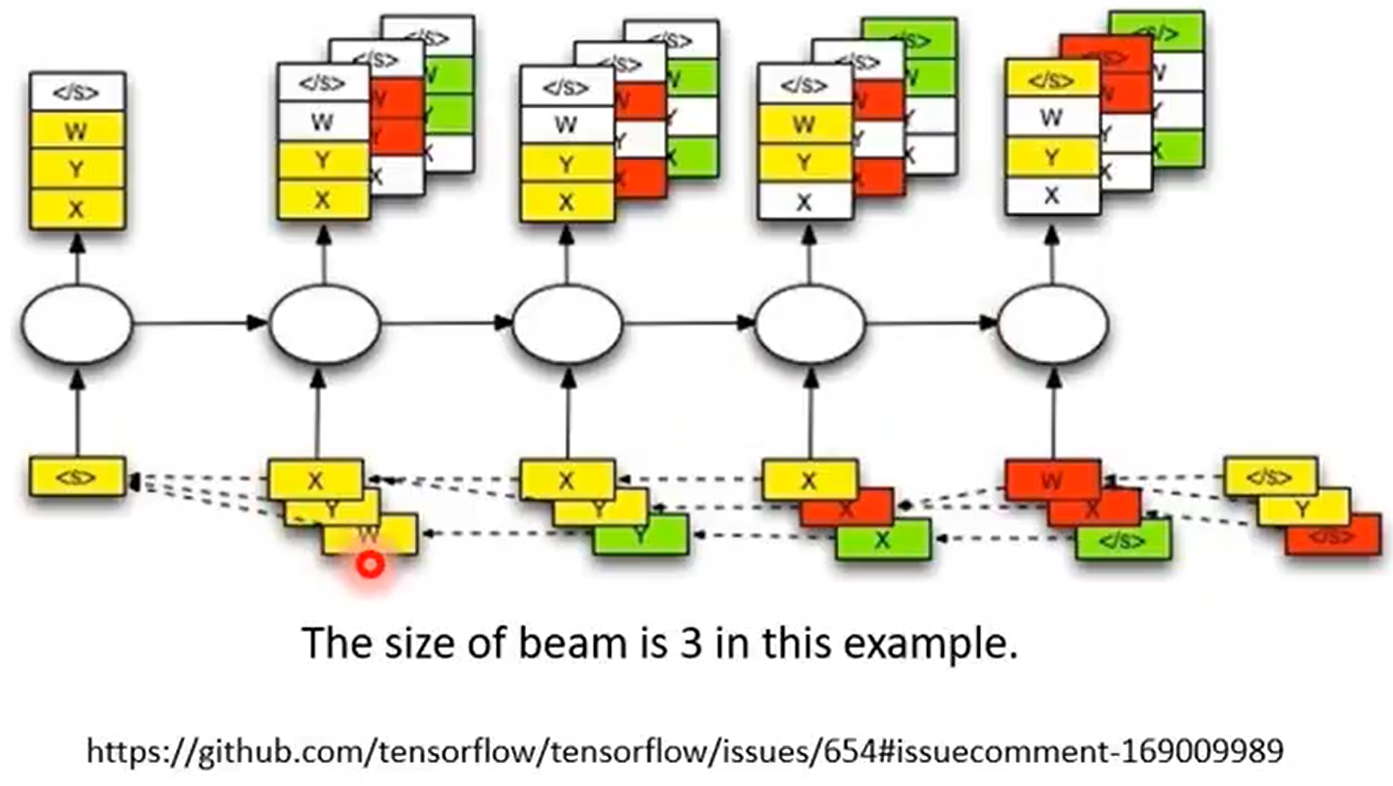 </s>
W
Y
X
</s>
W
Y
X
</s>
W
Y
X
</s>
W
Y
X
</s>
W
Y
X
</s>
W
Y
X
</s>
W
Y
X
</s>
W
Y
X
</s>
W
Y
X
</s>
W
Y
X
</s>
W
Y
X
</s>
W
Y
X
</s>
W
Y
X
<s>
X
Y
W
X
Y
Y
X
X
X
W
X
</s>
</s>
Y
</s>
The size of beam is 3 in this example.
https://github.com/tensorflow/tensorflow/issues/654#issuecomment-169009989